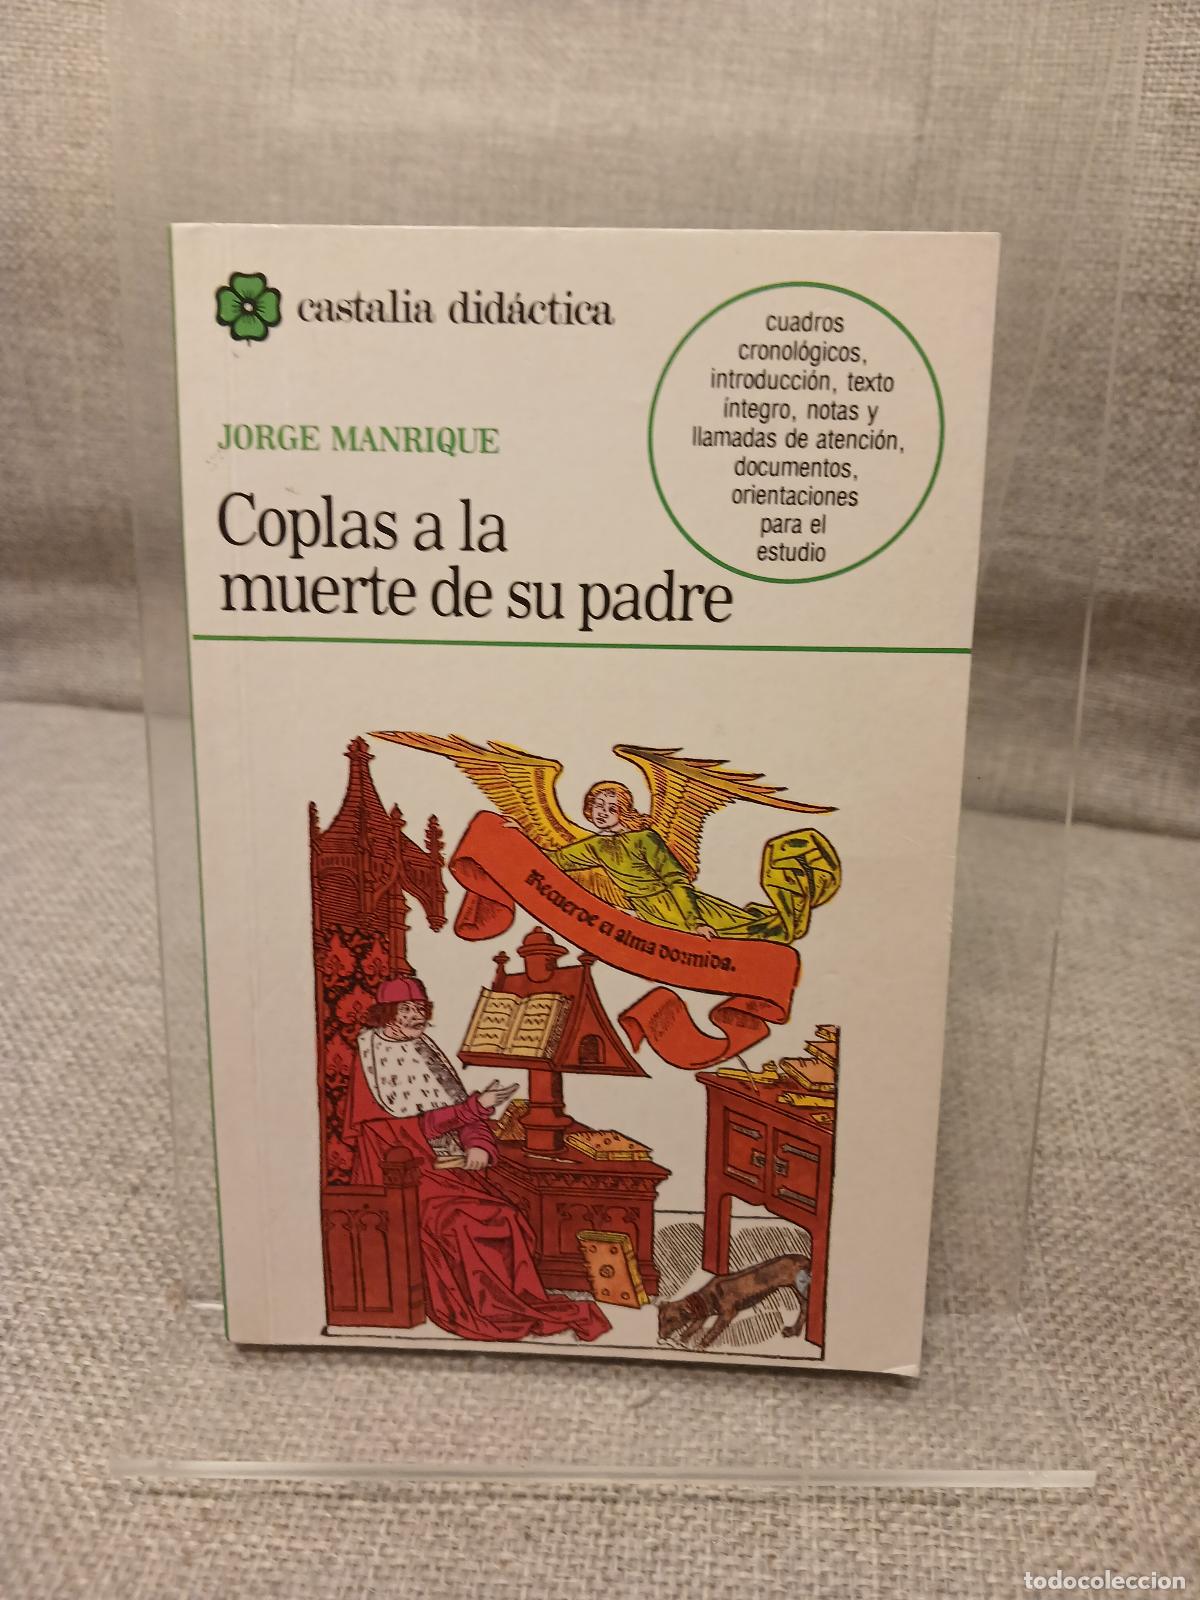 castalia didáctica
cuadros
cronológicos,
introducción, texto
íntegro, notas y
llamadas de atención,
documentos,
orientaciones
para el
estudio
JORGE MANRIQUE
Coplas a la
muerte de su padre
Recuerde el alma dormida.
todocoleccion